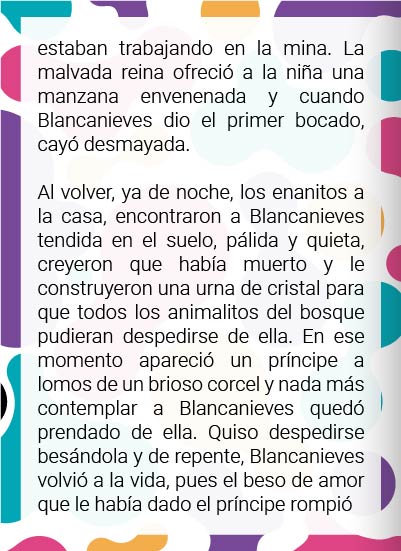 estaban trabajando en la mina. La
malvada reina ofreció a la niña una
manzana envenenada y cuando
Blancanieves dio el primer bocado,
cayó desmayada.
Al volver, ya de noche, los enanitos a
la casa, encontraron a Blancanieves
tendida en el suelo, pálida y quieta,
creyeron que había muerto y le
construyeron una urna de cristal para
que todos los animalitos del bosque
pudieran despedirse de ella. En ese
momento apareció un príncipe a
lomos de un brioso corcel y nada más
contemplar a Blancanieves quedó
prendado de ella. Quiso despedirse
besándola y de repente, Blancanieves
volvió a la vida, pues el beso de amor
que le había dado el príncipe rompió